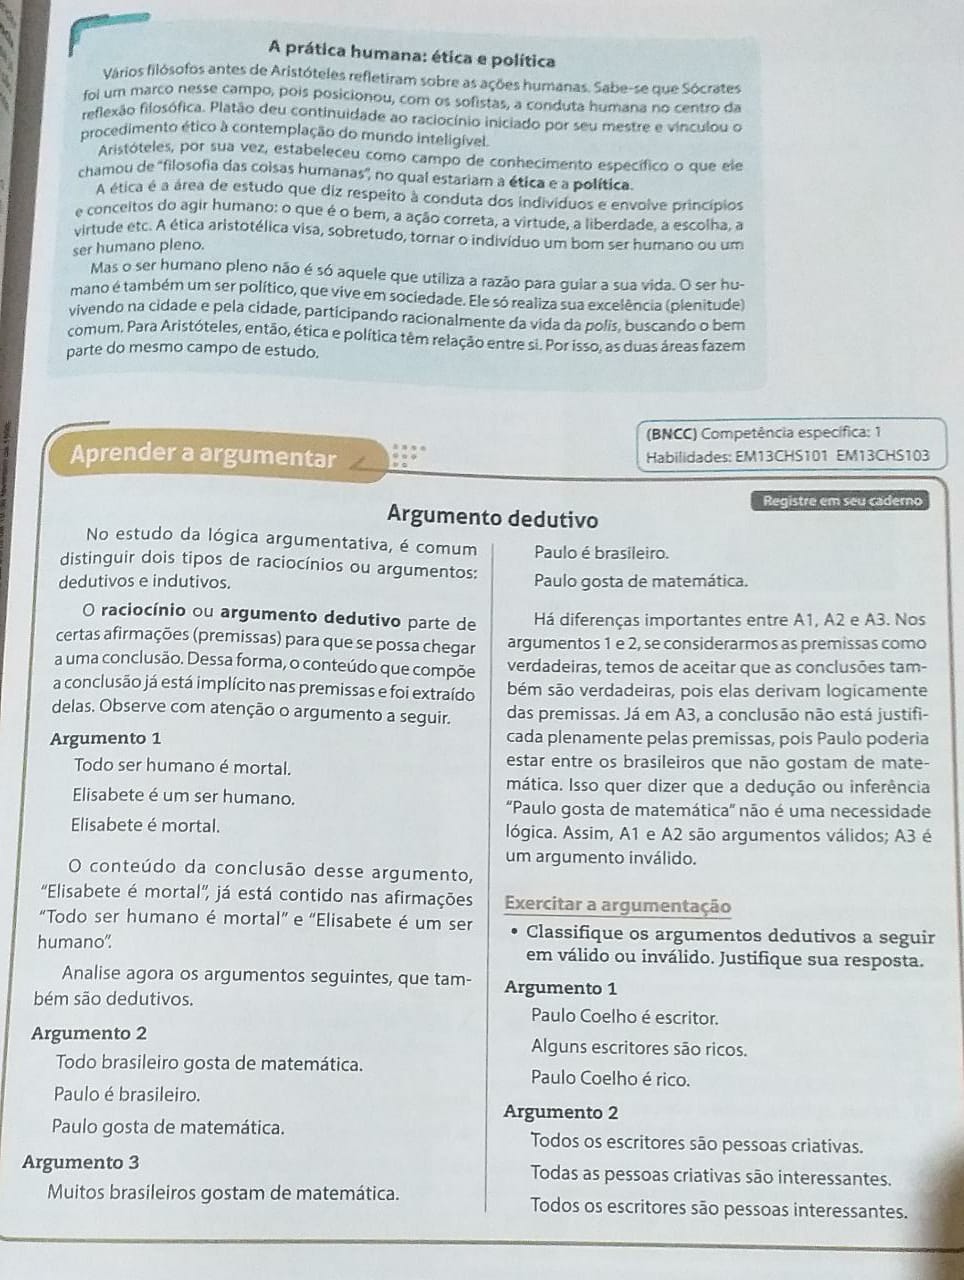 A prática humana: ética e política
Vários filósofos antes de Aristóteles refletiram sobre as ações humanas. Sabe-se que Sócrates
foi um marco nesse campo, pois posicionou, com os sofistas, a conduta humana no centro da
reflexão filosófica. Platão deu continuidade ao raciocínio iniciado por seu mestre e vinculou o
procedimento ético à contemplação do mundo inteligível.
Aristóteles, por sua vez, estabeleceu como campo de conhecimento específico o que ele
chamou de "filosofia das coisas humanas", no qual estariam a ética e a política.
A ética é a área de estudo que diz respeito à conduta dos indivíduos e envolve princípios
e conceitos do agir humano: o que é o bem, a ação correta, a virtude, a liberdade, a escolha, a
virtude etc. A ética aristotélica visa, sobretudo, tornar o indivíduo um bom ser humano ou um
ser humano pleno.
Mas o ser humano pleno não é só aquele que utiliza a razão para guiar a sua vida. O ser hu-
mano é também um ser político, que vive em sociedade. Ele só realiza sua excelência (plenitude)
vivendo na cidade e pela cidade, participando racionalmente da vida da polis, buscando o bem
comum. Para Aristóteles, então, ética e política têm relação entre si. Por isso, as duas áreas fazem
parte do mesmo campo de estudo.
Aprender a argumentar
(BNCC) Competência específica: 1
Habilidades: EM13CHS101 EM13CHS103
Registre em seu caderno
Argumento dedutivo
No estudo da lógica argumentativa, é comum
distinguir dois tipos de raciocínios ou argumentos:
dedutivos e indutivos.
O raciocínio ou argumento dedutivo parte de
certas afirmações (premissas) para que se possa chegar
a uma conclusão. Dessa forma, o conteúdo que compõe
a conclusão já está implícito nas premissas e foi extraído
delas. Observe com atenção o argumento a seguir.
Argumento 1
Todo ser humano é mortal.
Elisabete é um ser humano.
Elisabete é mortal.
O conteúdo da conclusão desse argumento,
"Elisabete é mortal", já está contido nas afirmações
"Todo ser humano é mortal" e "Elisabete é um ser
humano".
Analise agora os argumentos seguintes, que tam-
bém são dedutivos.
Argumento 2
Todo brasileiro gosta de matemática.
Paulo é brasileiro.
Paulo gosta de matemática.
Argumento 3
Muitos brasileiros gostam de matemática.
Paulo é brasileiro.
Paulo gosta de matemática.
Há diferenças importantes entre A1, A2 e A3. Nos
argumentos 1 e 2, se considerarmos as premissas como
verdadeiras, temos de aceitar que as conclusões tam-
bém são verdadeiras, pois elas derivam logicamente
das premissas. Já em A3, a conclusão não está justifi-
cada plenamente pelas premissas, pois Paulo poderia
estar entre os brasileiros que não gostam de mate-
mática. Isso quer dizer que a dedução ou inferência
"Paulo gosta de matemática" não é uma necessidade
lógica. Assim, A1 e A2 são argumentos válidos; A3 é
um argumento inválido.
Exercitar a argumentação
• Classifique os argumentos dedutivos a seguir
em válido ou inválido. Justifique sua resposta.
Argumento 1
Paulo Coelho é escritor.
Alguns escritores são ricos.
Paulo Coelho é rico.
Argumento 2
Todos os escritores são pessoas criativas.
Todas as pessoas criativas são interessantes.
Todos os escritores são pessoas interessantes.